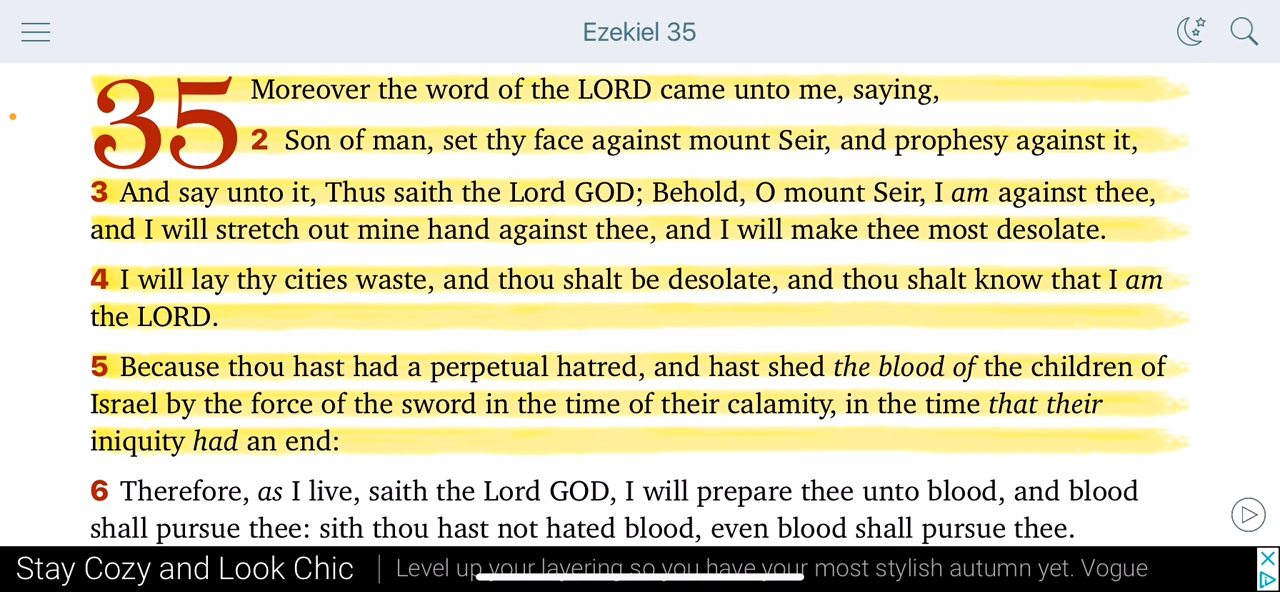 Ezekiel 35
35 Moreover the word of the LORD came unto me, saying,
2 Son of man, set thy face against mount Seir, and prophesy against it,
3 And say unto it, Thus saith the Lord GOD; Behold, O mount Seir, I am against thee,
and I will stretch out mine hand against thee, and I will make thee most desolate.
4 I will lay thy cities waste, and thou shalt be desolate, and thou shalt know that I am
the LORD.
5 Because thou hast had a perpetual hatred, and hast shed the blood of the children of
Israel by the force of the sword in the time of their calamity, in the time that their
iniquity had an end:
6 Therefore, as I live, saith the Lord GOD, I will prepare thee unto blood, and blood
shall pursue thee: sith thou hast not hated blood, even blood shall pursue thee.
Stay Cozy and Look Chic | Level up your layering so you have your most stylish autumn yet. Vogue